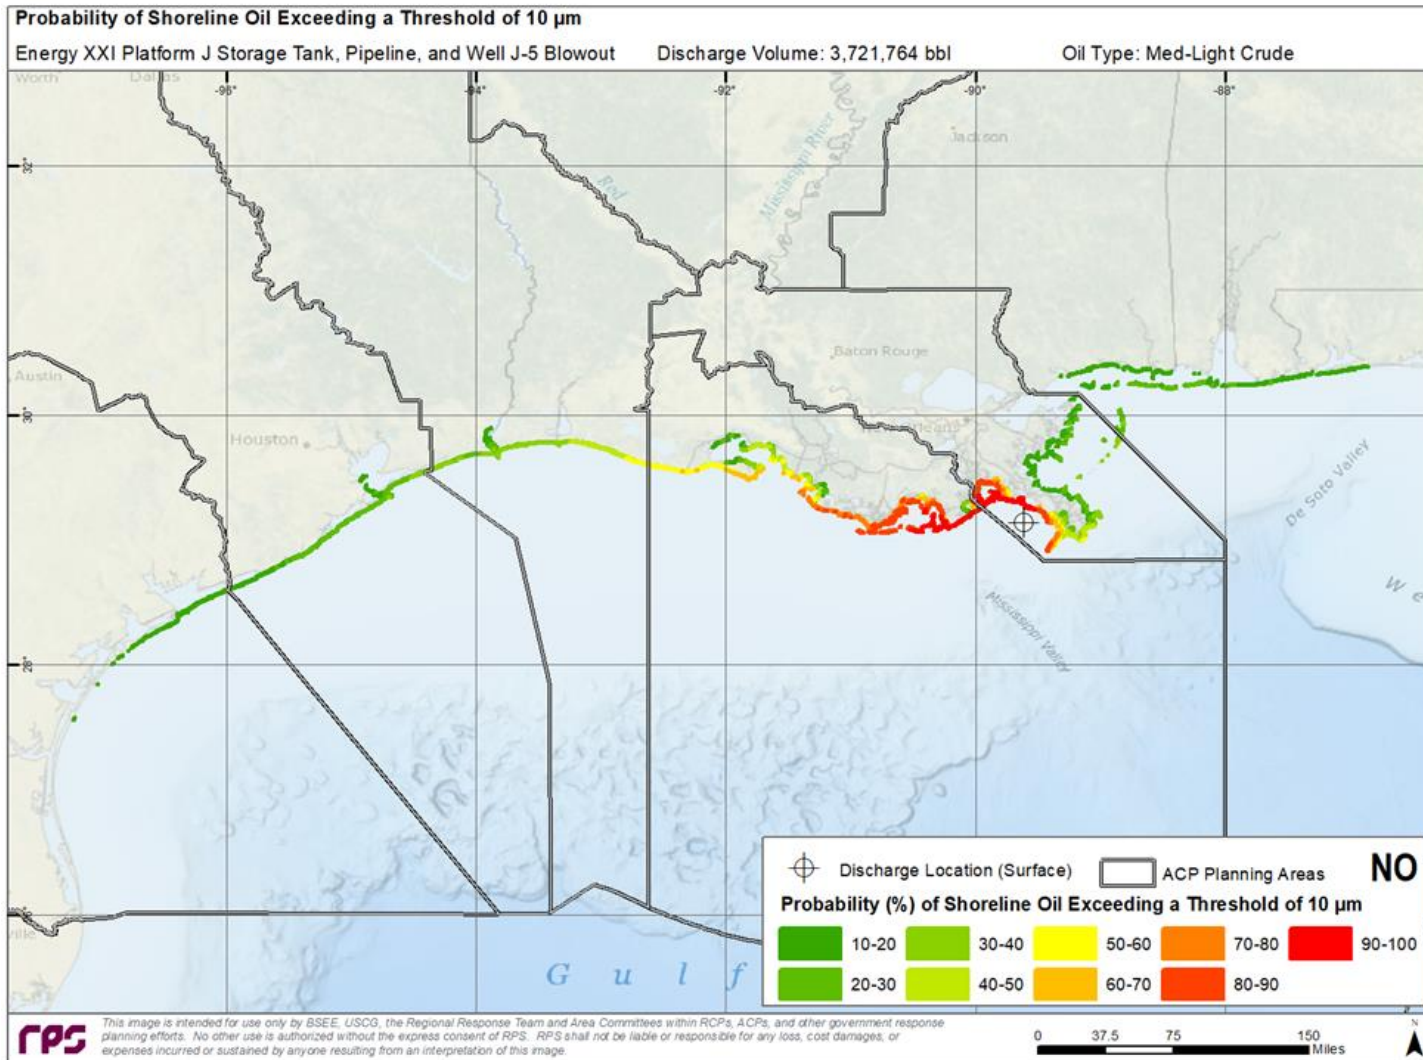 Probability of Shoreline Oil Exceeding a Threshold of 10 µm
Energy XXI Platform J Storage Tank, Pipeline, and Well J-5 Blowout Discharge Volume: 3,721,764 bbl Oil Type: Med-Light Crude
Worth Dallas
-96° -94° -92° -90° -88°
Jackson
32°
Mississippi River
Red
Baton Rouge
Austin
30°
Houston
New Orleans
De Soto Valley
We
Mississippi Valley
28°
Discharge Location (Surface) ACP Planning Areas NO
Probability (%) of Shoreline Oil Exceeding a Threshold of 10 µm
10-20 30-40 50-60 70-80 90-100
20-30 40-50 60-70 80-90
ville
Gulf
RPS
This image is intended for use only by BSEE, USCG, the Regional Response Team and Area Committees within RCPs, ACPs, and other government response
planning efforts. No other use is authorized without the express consent of RPS. RPS shall not be liable or responsible for any loss, cost damages, or
expenses incurred or sustained by anyone resulting from an interpretation of this image.
0 37.5 75 150
Miles
N